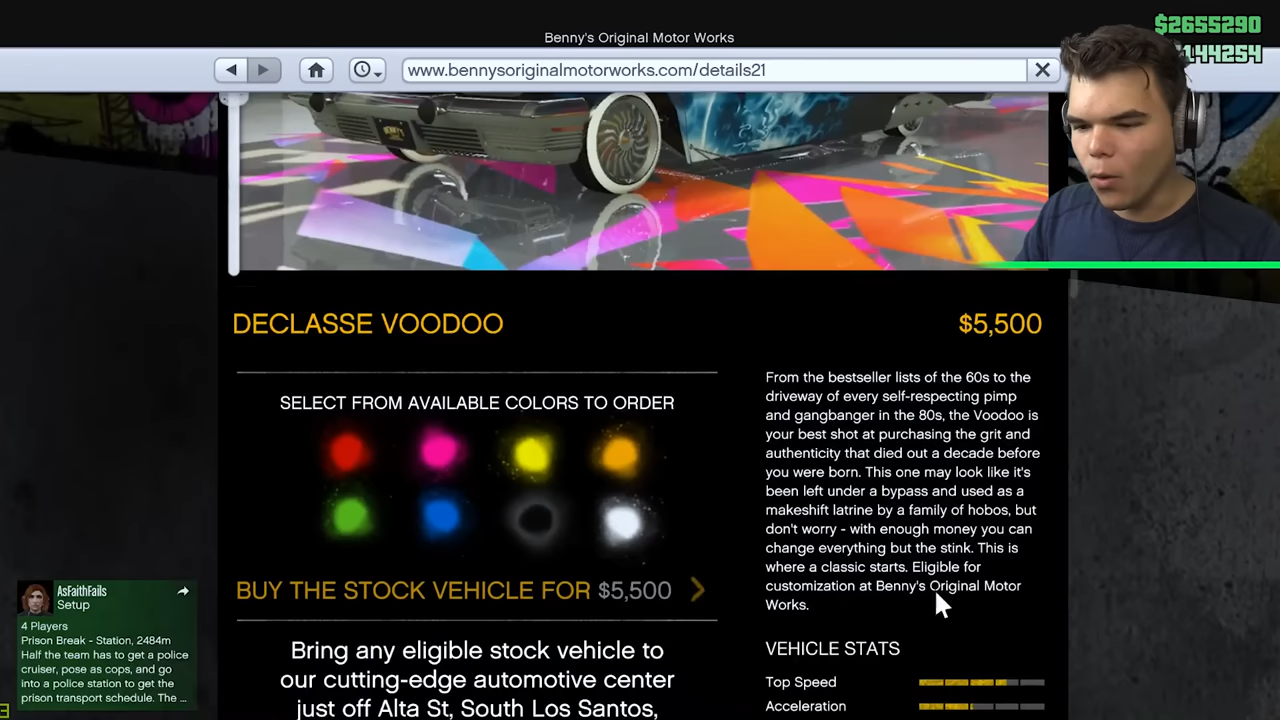 Benny's Original Motor Works
$2655290
144254
www.bennysoriginalmotorworks.com/details21
BENNY'S
DECLASSE VOODOO
$5,500
SELECT FROM AVAILABLE COLORS TO ORDER
BUY THE STOCK VEHICLE FOR $5,500
Bring any eligible stock vehicle to
our cutting-edge automotive center
just off Alta St, South Los Santos,
From the bestseller lists of the 60s to the
driveway of every self-respecting pimp
and gangbanger in the 80s, the Voodoo is
your best shot at purchasing the grit and
authenticity that died out a decade before
you were born. This one may look like it's
been left under a bypass and used as a
makeshift latrine by a family of hobos, but
don't worry - with enough money you can
change everything but the stink. This is
where a classic starts. Eligible for
customization at Benny's Original Motor
Works.
VEHICLE STATS
Top Speed
Acceleration
AsFaithFails
Setup
4 Players
Prison Break - Station, 2484m
Half the team has to get a police
cruiser, pose as cops, and go
into a police station to get the
prison transport schedule. The ...